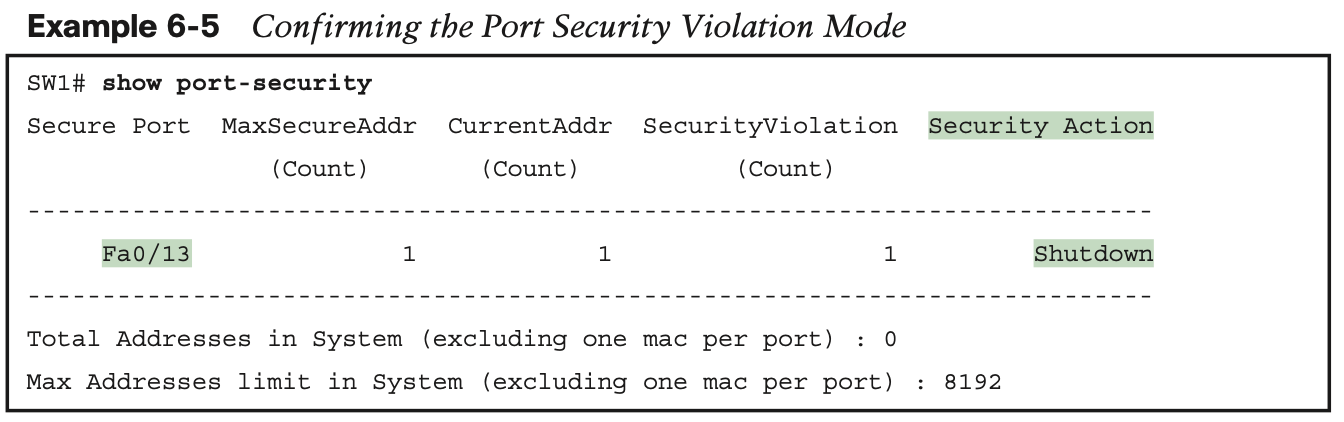 Example 6-5 Confirming the Port Security Violation Mode
SW1# show port-security
Secure Port  MaxSecureAddr  CurrentAddr  SecurityViolation  Security Action
                (Count)       (Count)          (Count)
---------------------------------------------------------------------------
     Fa0/13              1            1                  1         Shutdown
---------------------------------------------------------------------------
Total Addresses in System (excluding one mac per port) : 0
Max Addresses limit in System (excluding one mac per port) : 8192